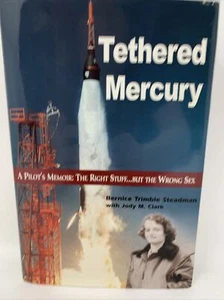 Tethered
Mercury
A Pilot's Memoir: The Right Stuff...but the Wrong Sex
Bernice Trimble Steadman
with Jody M. Clark